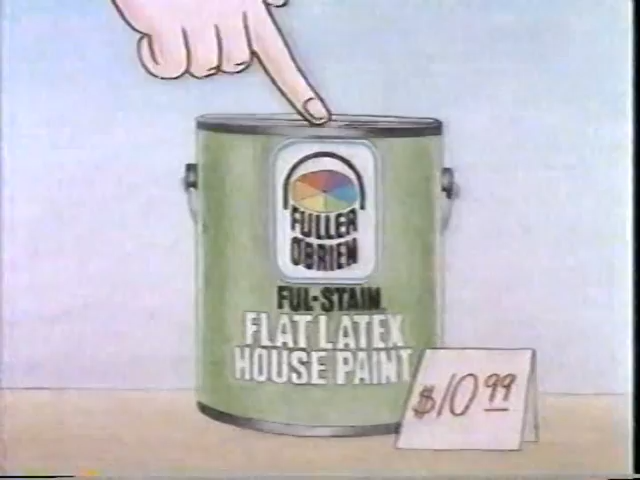 FULLER
O'BRIEN
FUL-STAIN
FLAT LATEX
HOUSE PAINT
$10.99